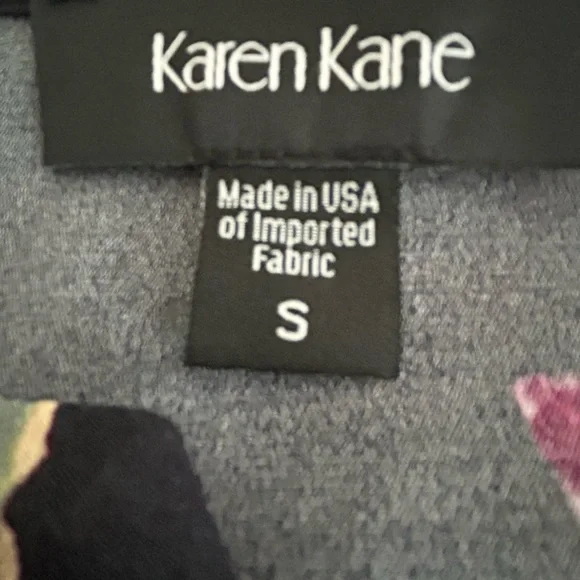 Karen Kane
Made in USA
of Imported
Fabric
S